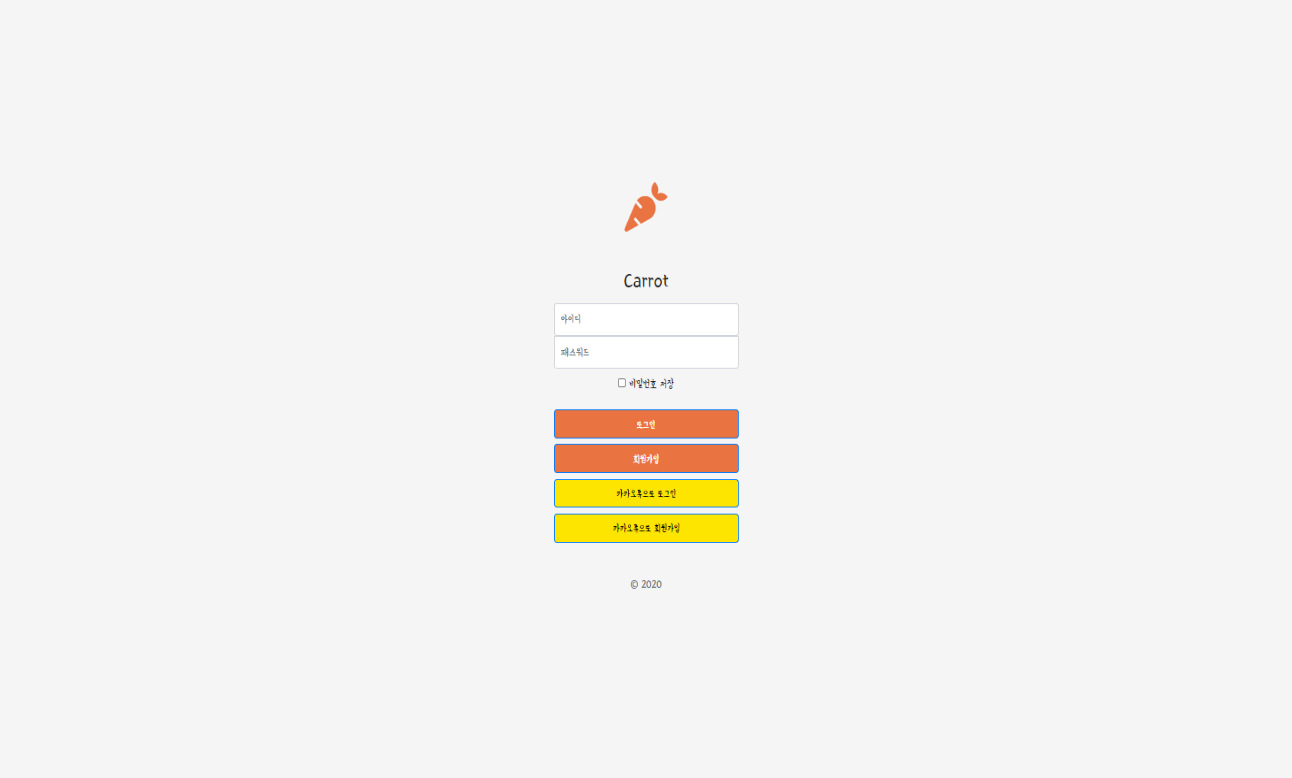 Carrot
아이디
패스워드
비밀번호 저장
로그인
회원가입
카카오톡으로 로그인
카카오톡으로 회원가입
© 2020